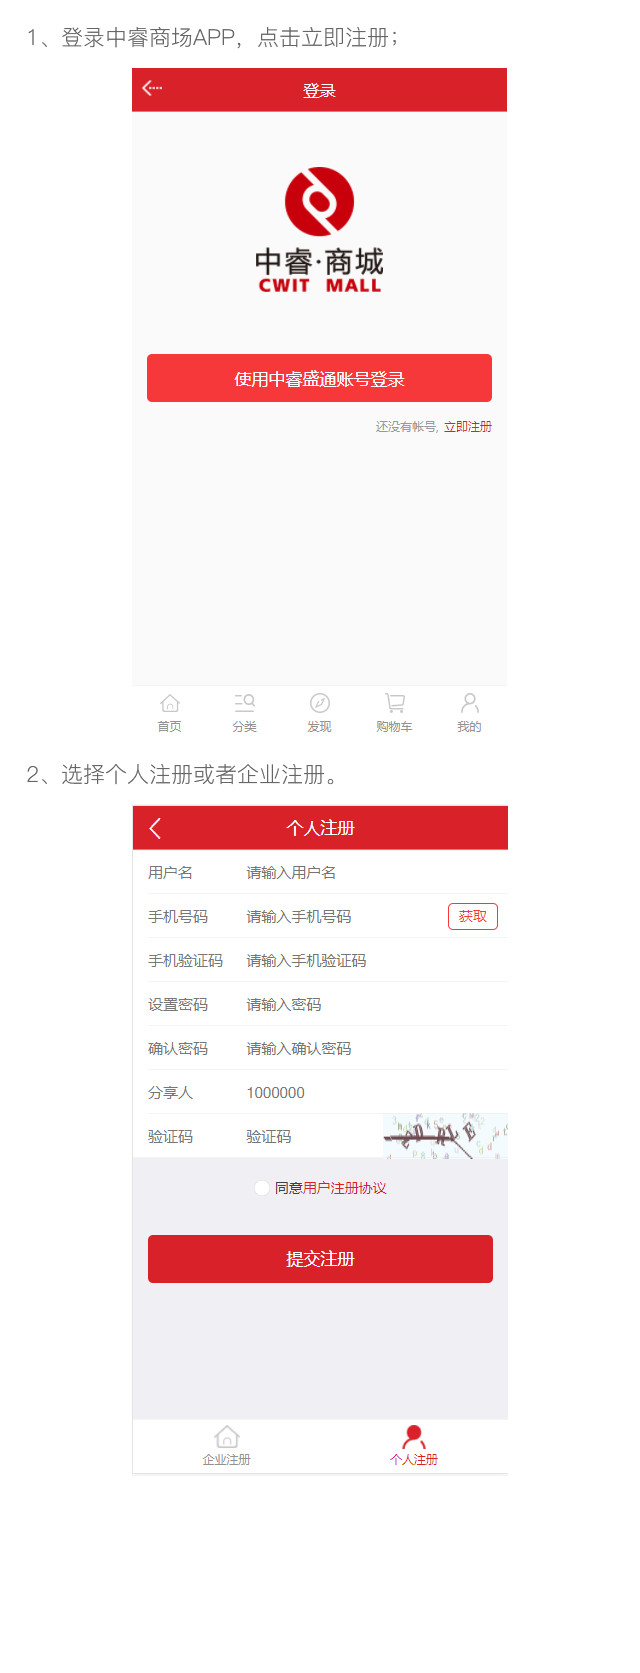 1、登录中睿商场APP，点击立即注册；
登录
中睿·商城
CWIT MALL
使用中睿盛通账号登录
还没有帐号, 立即注册
首页 分类 发现 购物车 我的
2、选择个人注册或者企业注册。
个人注册
用户名 请输入用户名
手机号码 请输入手机号码 获取
手机验证码 请输入手机验证码
设置密码 请输入密码
确认密码 请输入确认密码
分享人 1000000
验证码 验证码
同意用户注册协议
提交注册
企业注册 个人注册